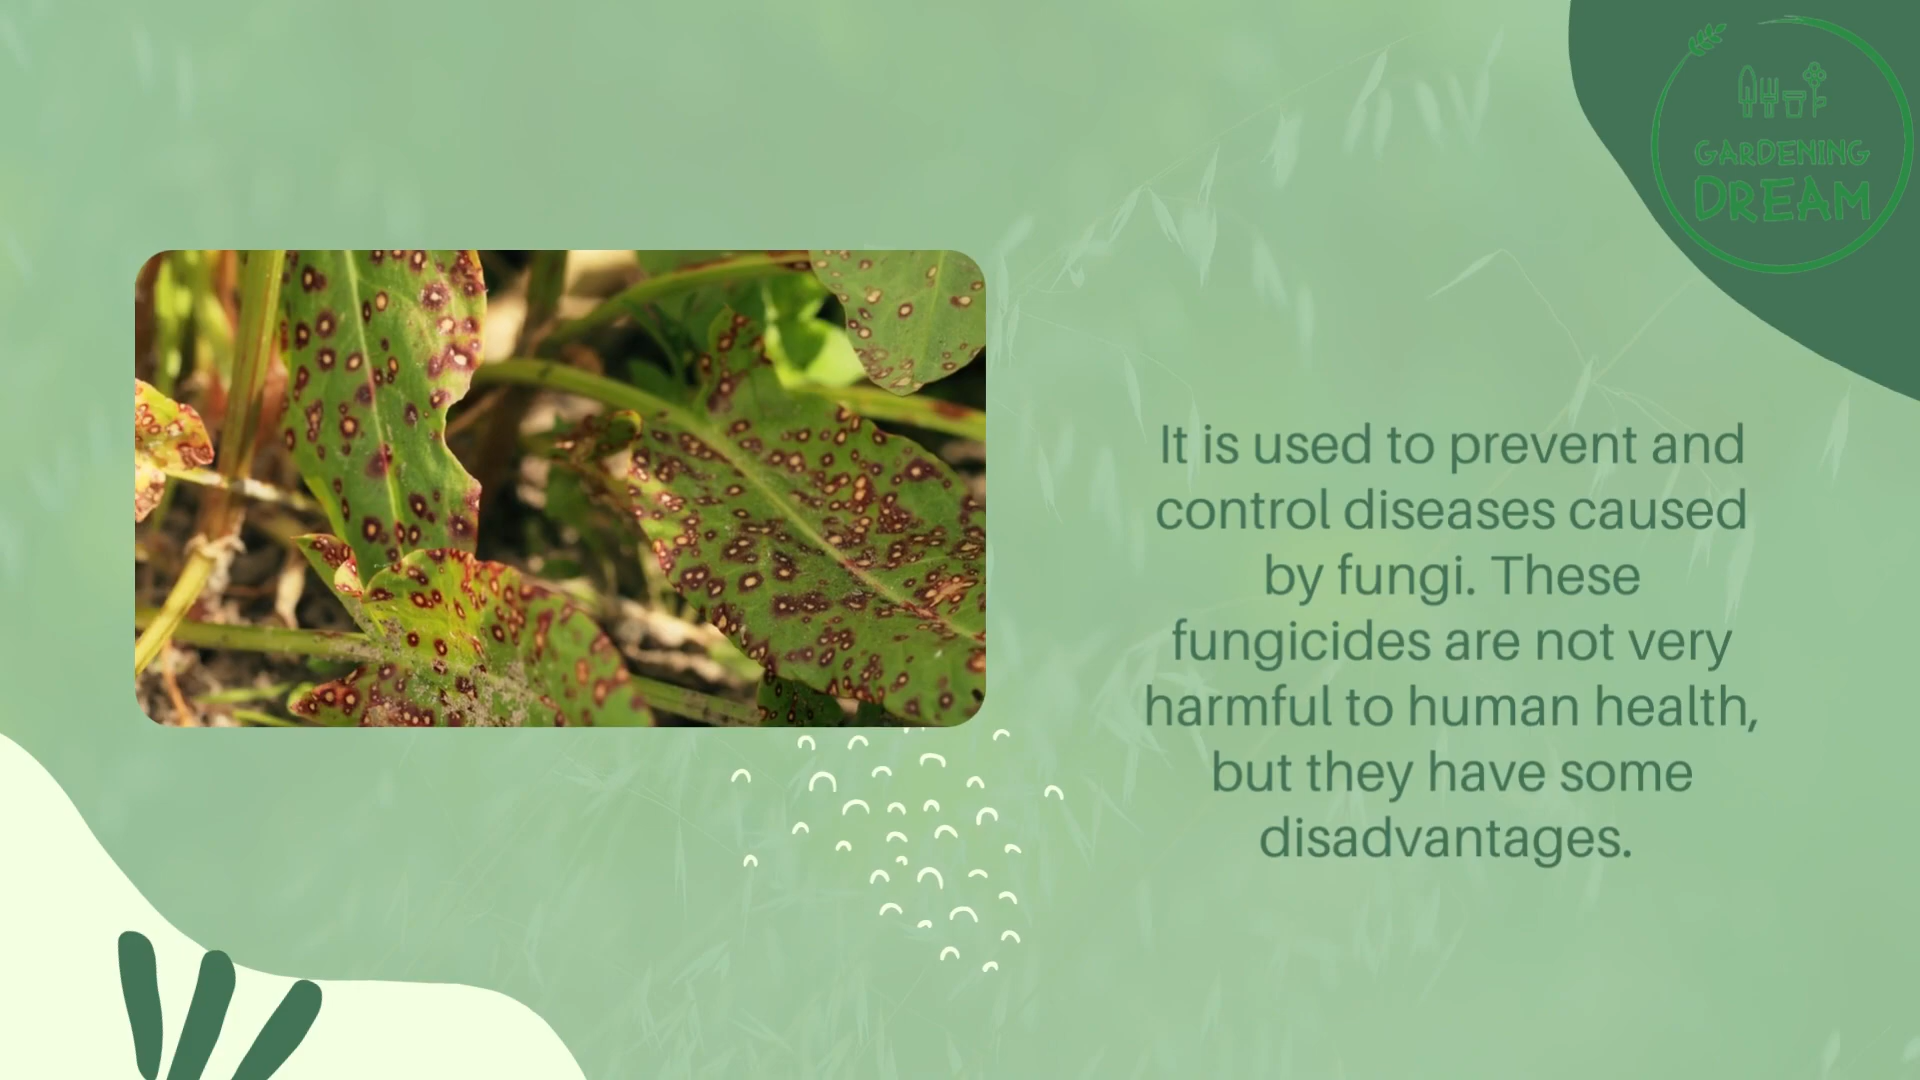 GARDENING
DREAM
It is used to prevent and
control diseases caused
by fungi. These
fungicides are not very
harmful to human health,
but they have some
disadvantages.